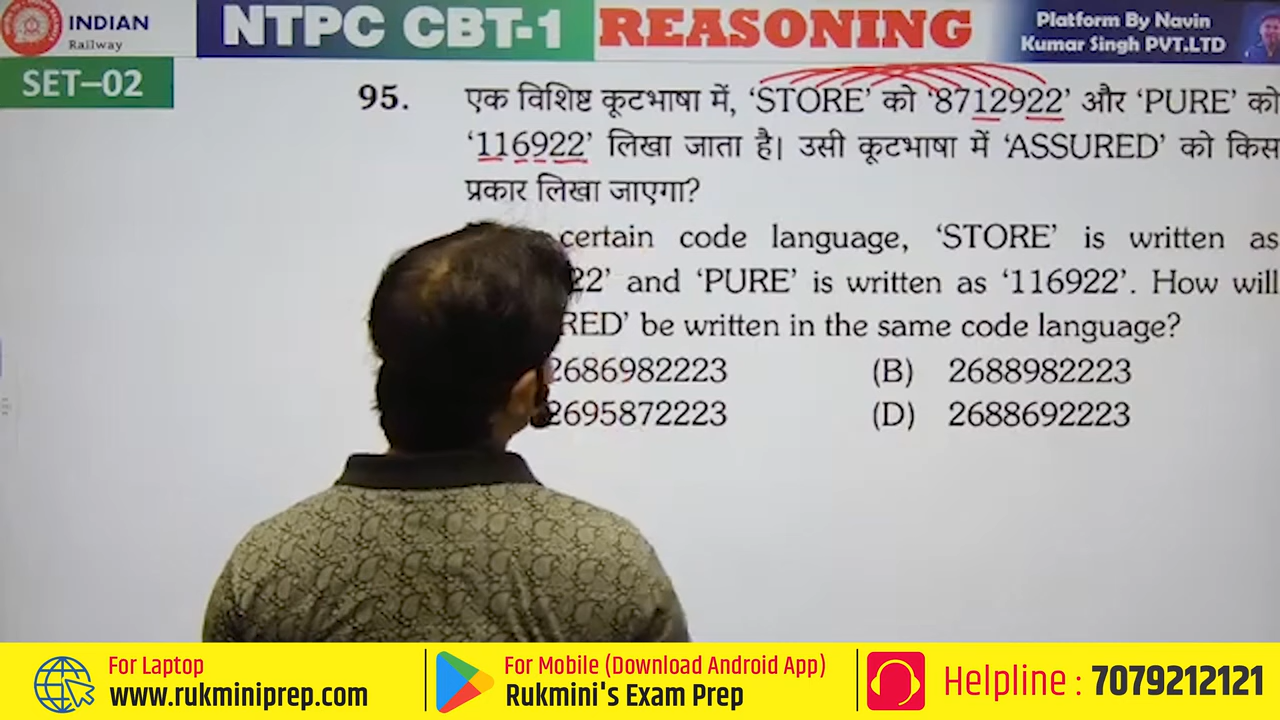 INDIAN
Railway
NTPC CBT-1
REASONING
Platform By Navin
Kumar Singh PVT.LTD
SET–02
95. एक विशिष्ट कूटभाषा में, ‘STORE’ को ‘8712922’ और ‘PURE’ को
‘116922’ लिखा जाता है। उसी कूटभाषा में ‘ASSURED’ को किस
प्रकार लिखा जाएगा?
certain code language, ‘STORE’ is written as
22’ and ‘PURE’ is written as ‘116922’. How will
RED’ be written in the same code language?
2686982223 (B) 2688982223
2695872223 (D) 2688692223
For Laptop
www.rukminiprep.com
For Mobile (Download Android App)
Rukmini's Exam Prep
Helpline : 7079212121